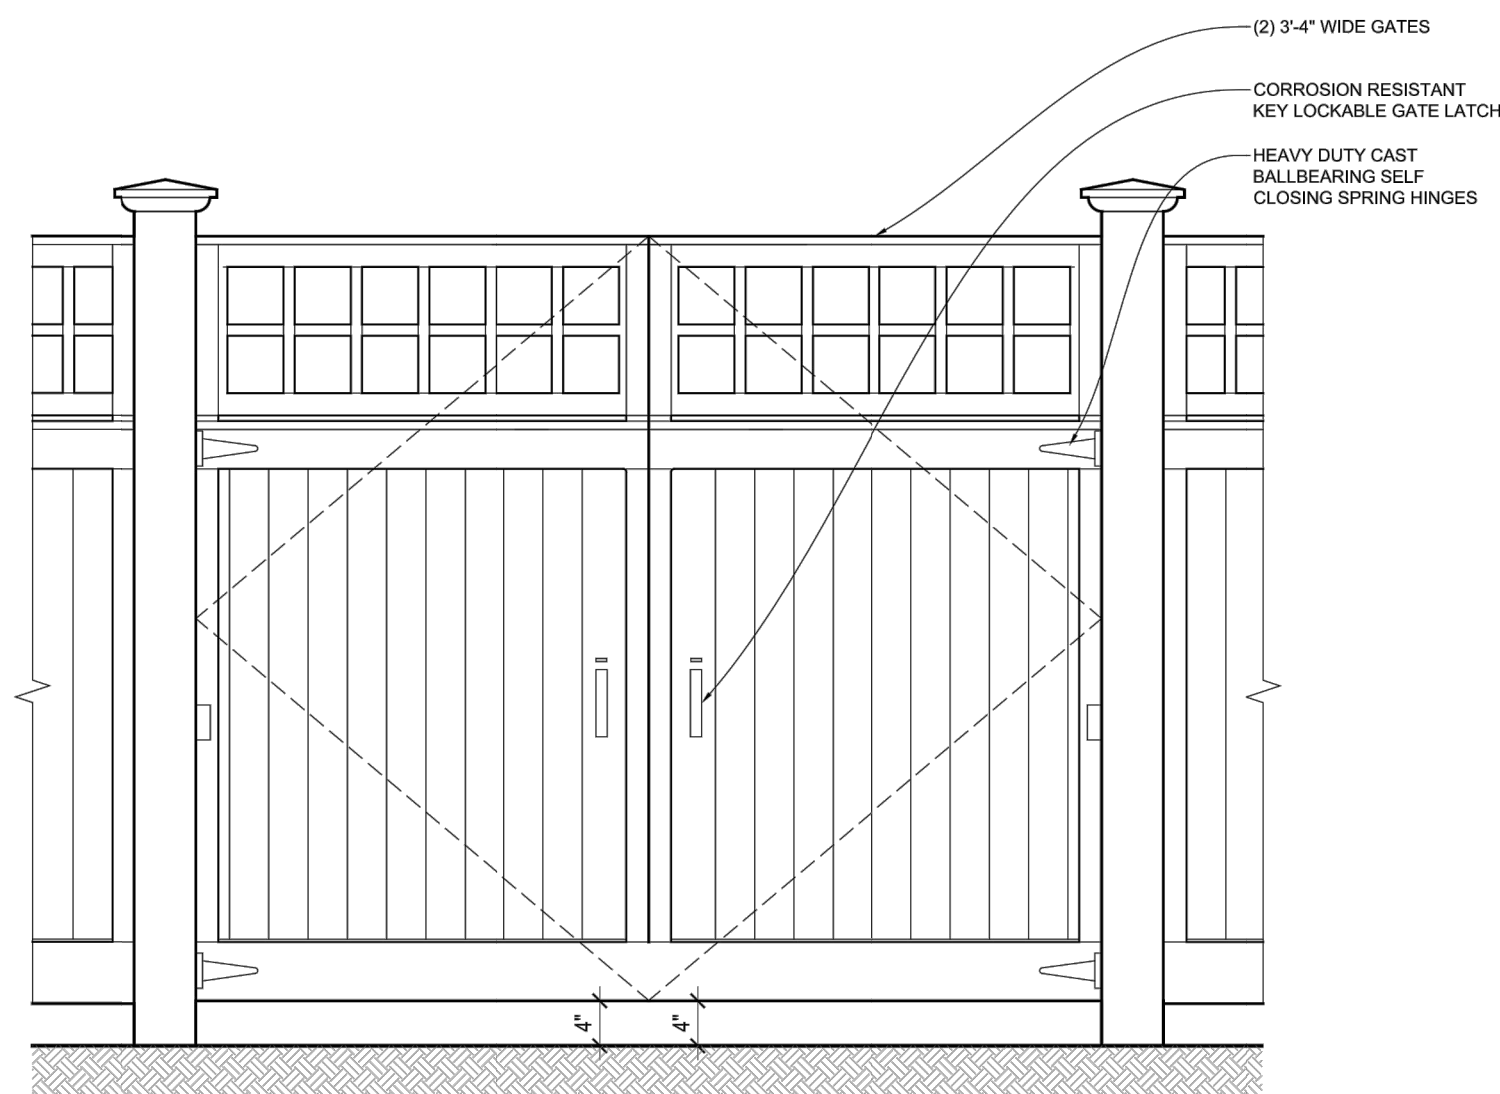 (2) 3'-4" WIDE GATES
CORROSION RESISTANT
KEY LOCKABLE GATE LATCH
HEAVY DUTY CAST
BALLBEARING SELF
CLOSING SPRING HINGES
4"
4"